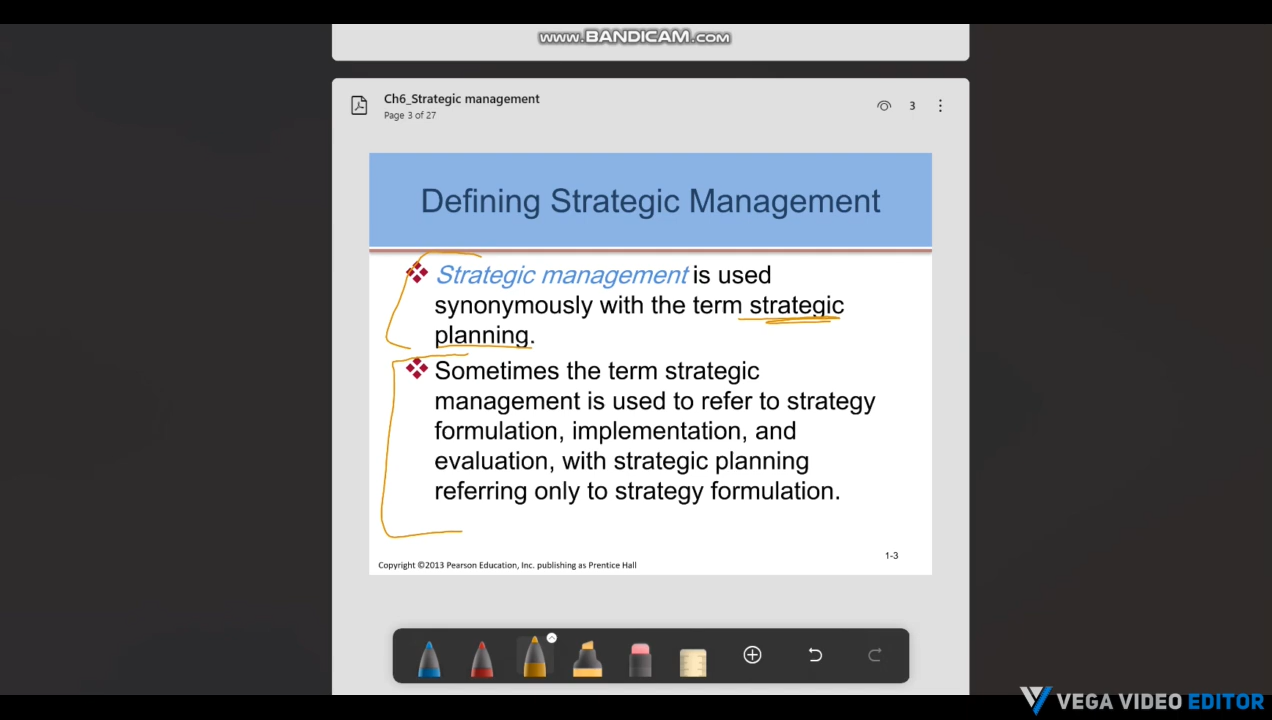 www.BANDICAM.com
Ch6_Strategic management
Page 3 of 27
3
Defining Strategic Management
Strategic management is used
synonymously with the term strategic
planning.
Sometimes the term strategic
management is used to refer to strategy
formulation, implementation, and
evaluation, with strategic planning
referring only to strategy formulation.
1-3
Copyright ©2013 Pearson Education, Inc. publishing as Prentice Hall
VEGA VIDEO EDITOR